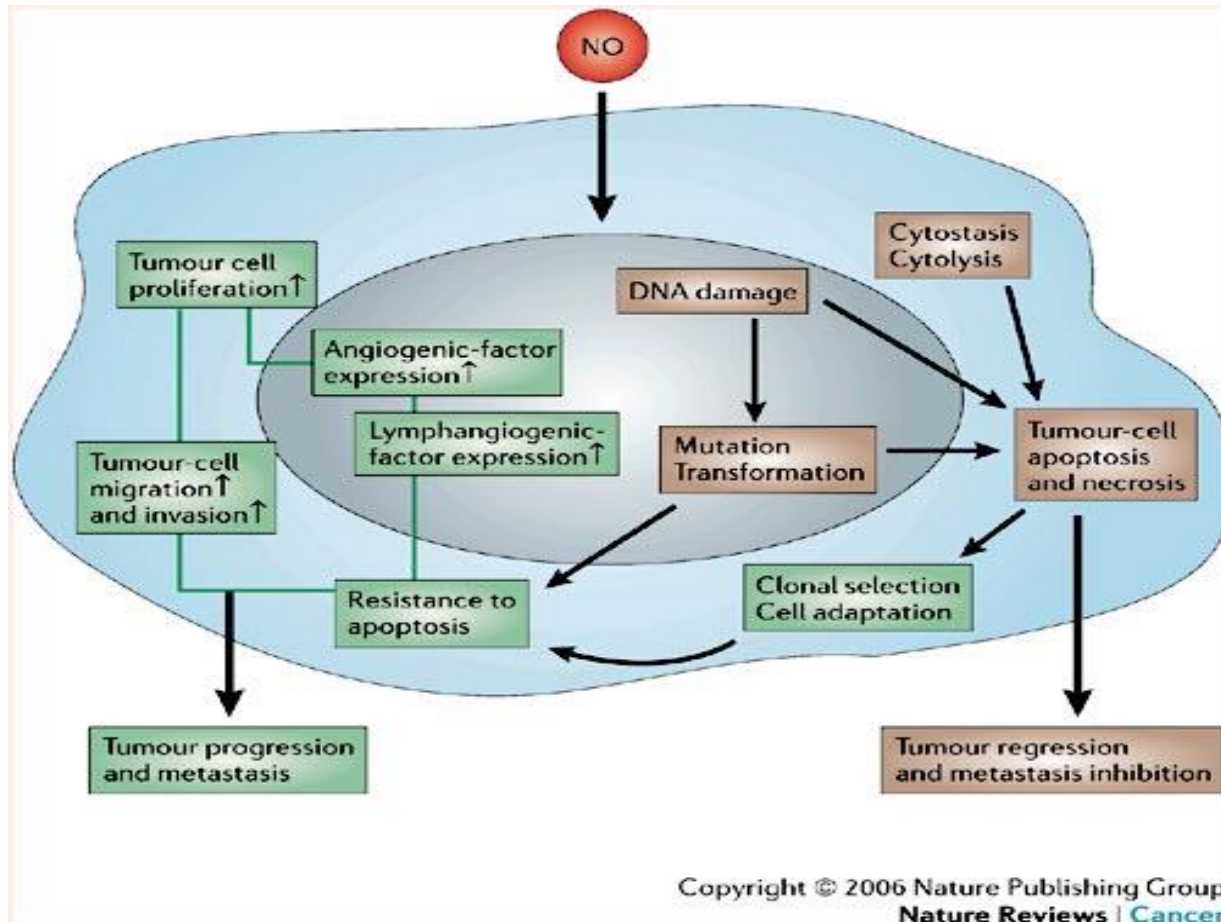 NO
Cytostasis
Cytolysis
Tumour cell
proliferation↑
DNA damage
Angiogenic-factor
expression↑
Lymphangiogenic-
factor expression↑
Mutation
Transformation
Tumour-cell
apoptosis
and necrosis
Tumour-cell
migration↑
and invasion↑
Clonal selection
Cell adaptation
Resistance to
apoptosis
Tumour progression
and metastasis
Tumour regression
and metastasis inhibition
Copyright © 2006 Nature Publishing Group
Nature Reviews | Cancer